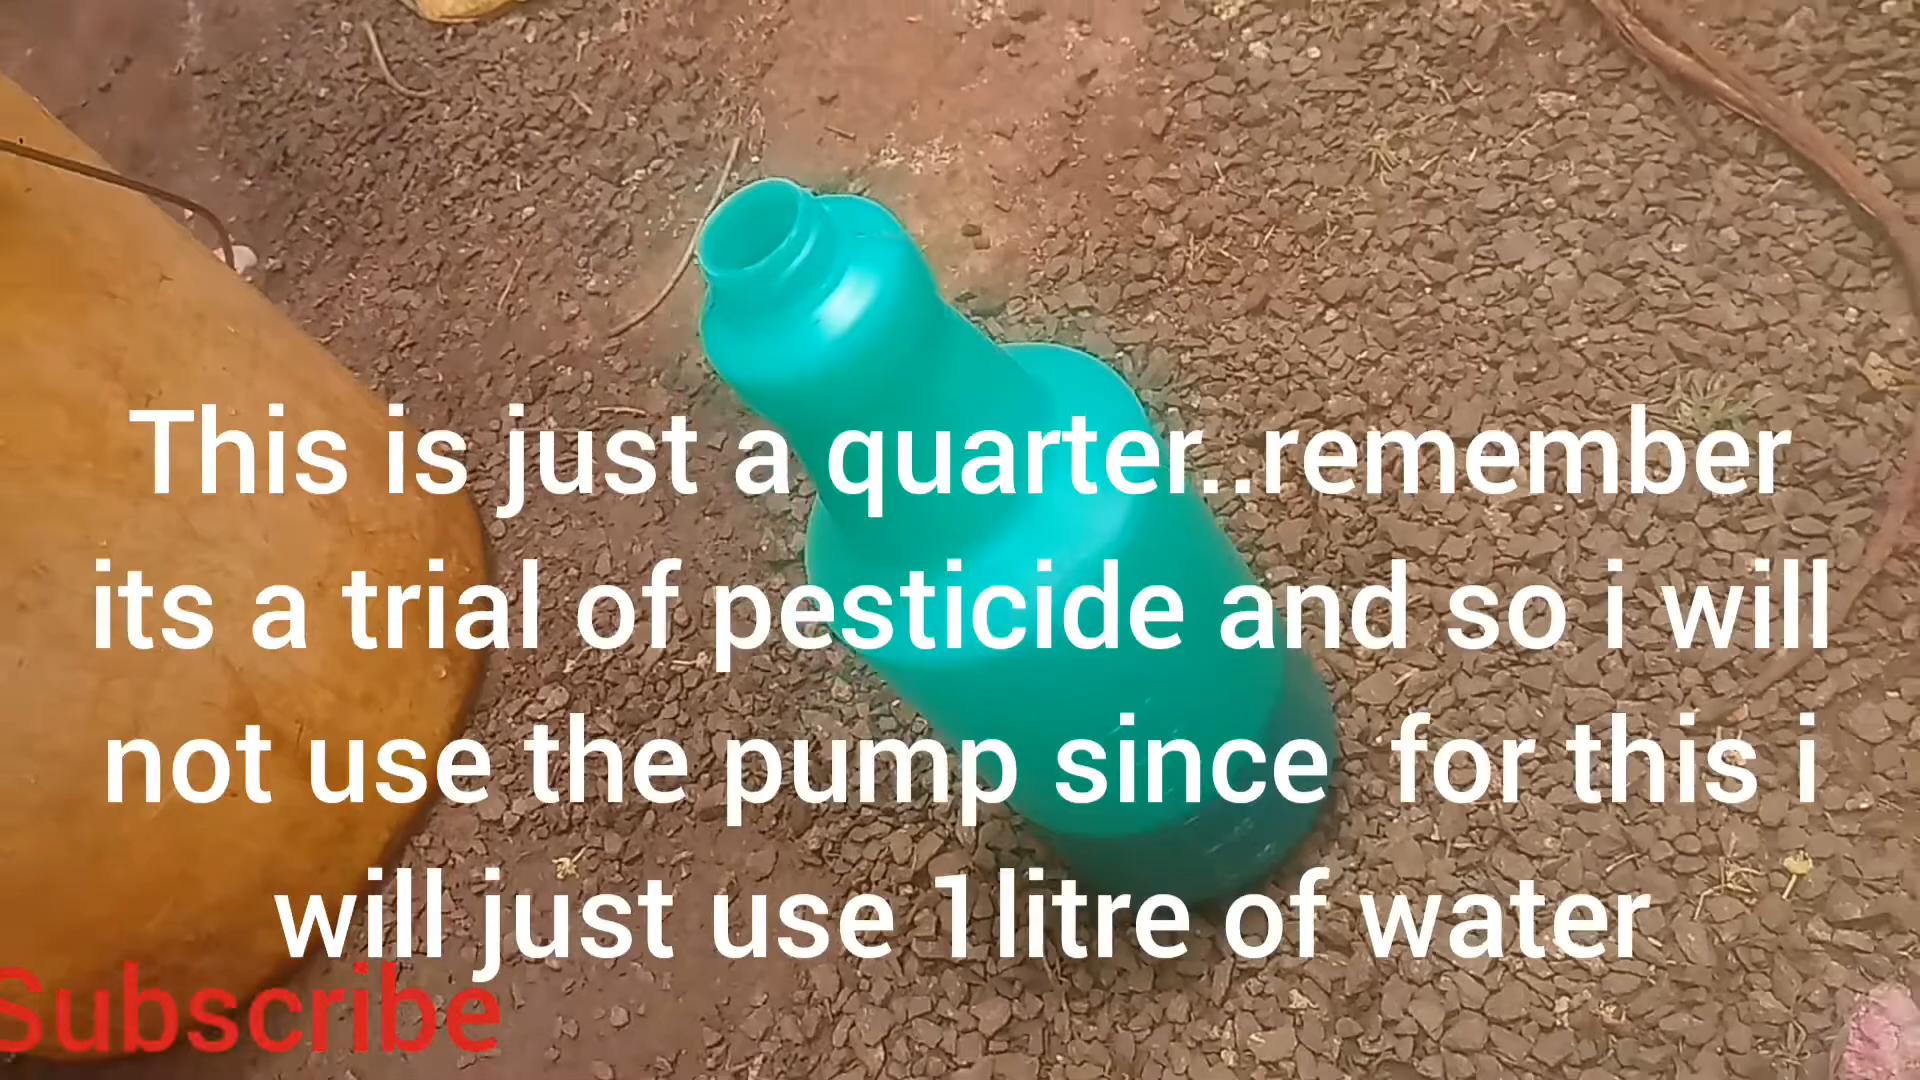 This is just a quarter..remember
its a trial of pesticide and so i will
not use the pump since  for this i
will just use 1litre of water
Subscribe